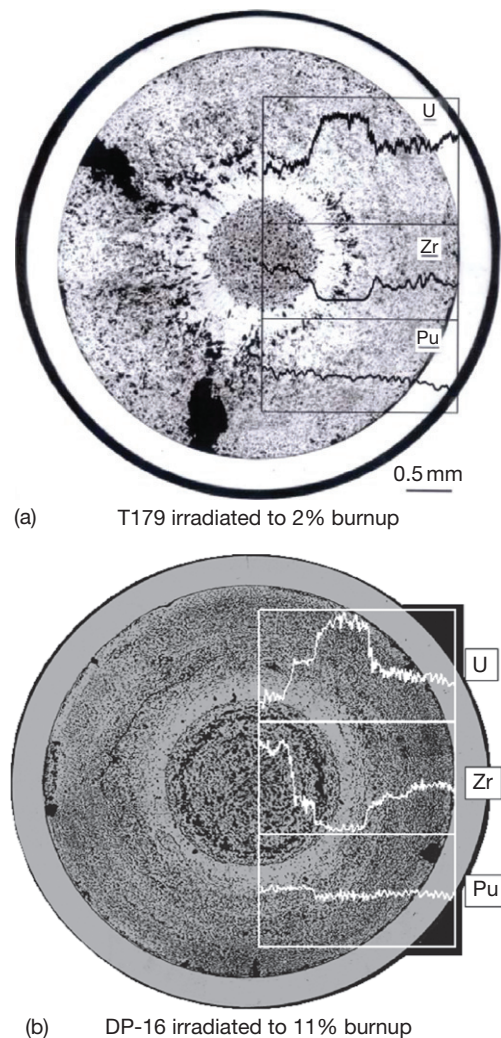 U
Zr
Pu
0.5 mm
(a) T179 irradiated to 2% burnup
U
Zr
Pu
(b) DP-16 irradiated to 11% burnup